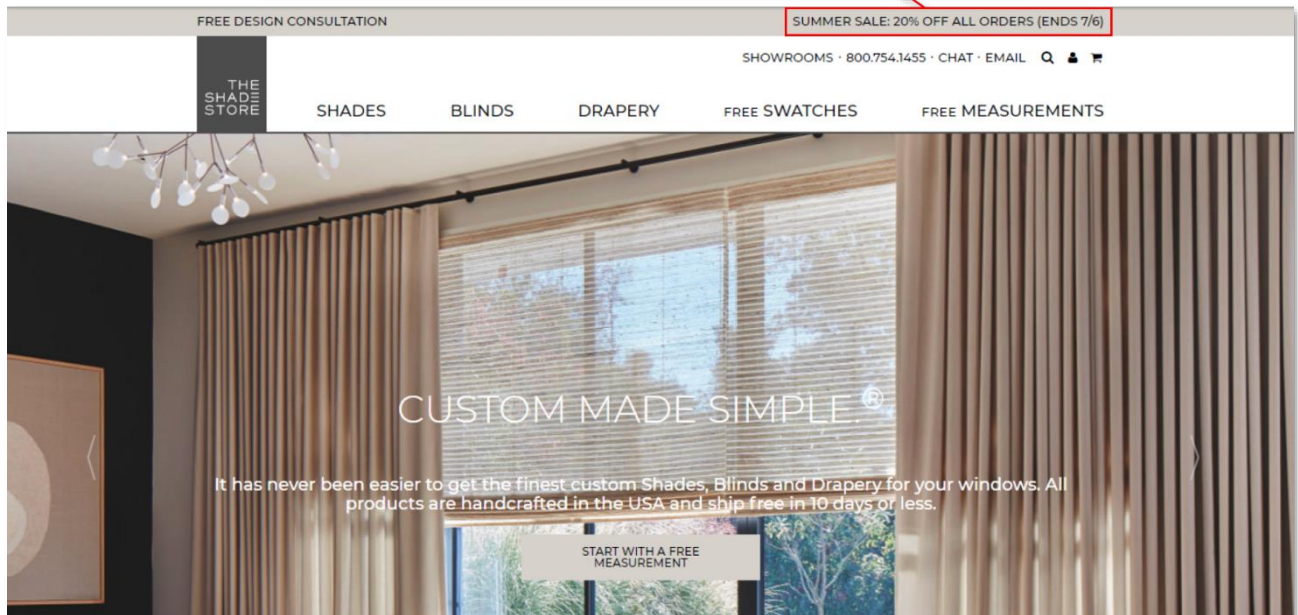 FREE DESIGN CONSULTATION
SUMMER SALE: 20% OFF ALL ORDERS (ENDS 7/6)
SHOWROOMS · 800.754.1455 · CHAT · EMAIL
THE
SHADE
STORE
SHADES
BLINDS
DRAPERY
FREE SWATCHES
FREE MEASUREMENTS
CUSTOM MADE SIMPLE.®
It has never been easier to get the finest custom Shades, Blinds and Drapery for your windows. All
products are handcrafted in the USA and ship free in 10 days or less.
START WITH A FREE
MEASUREMENT